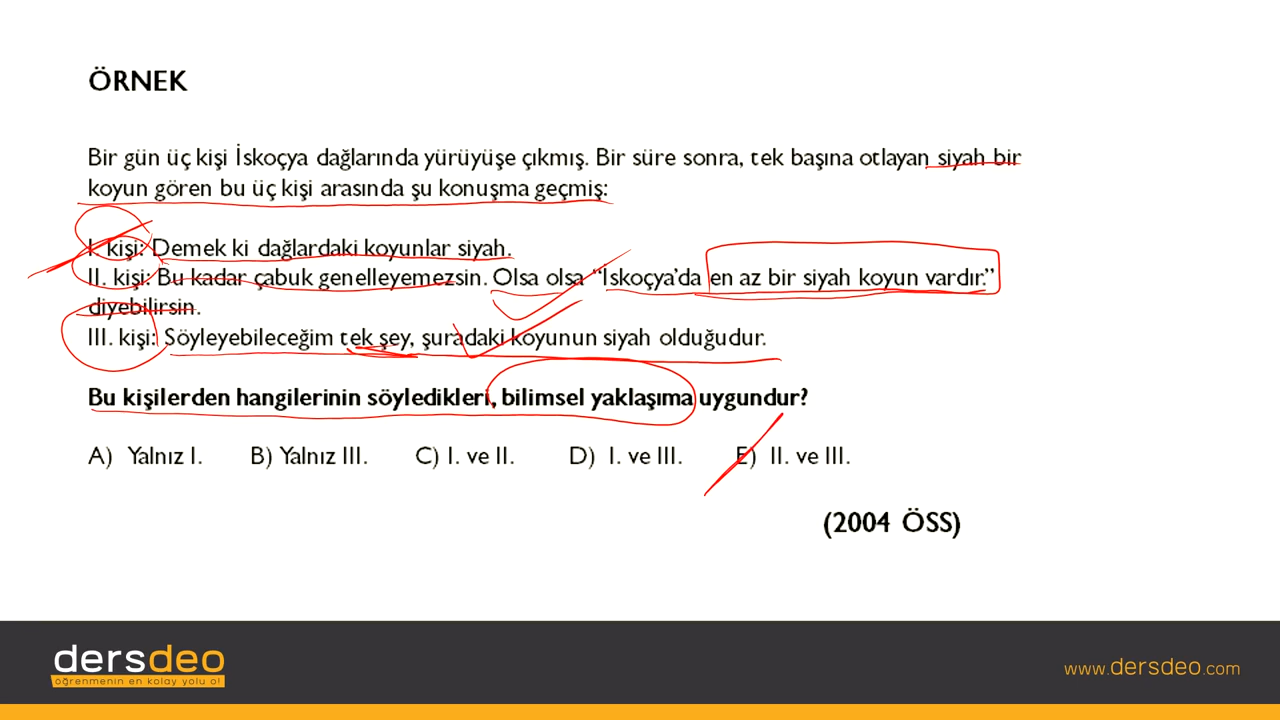 ÖRNEK
Bir gün üç kişi İskoçya dağlarında yürüyüşe çıkmış. Bir süre sonra, tek başına otlayan siyah bir
koyun gören bu üç kişi arasında şu konuşma geçmiş:
I. kişi: Demek ki dağlardaki koyunlar siyah.
II. kişi: Bu kadar çabuk genelleyemezsin. Olsa olsa “İskoçya’da en az bir siyah koyun vardır.”
diyebilirsin.
III. kişi: Söyleyebileceğim tek şey, şuradaki koyunun siyah olduğudur.
Bu kişilerden hangilerinin söyledikleri, bilimsel yaklaşıma uygundur?
A) Yalnız I. B) Yalnız III. C) I. ve II. D) I. ve III. E) II. ve III.
(2004 ÖSS)
dersdeo
öğrenmenin en kolay yolu o!
www.dersdeo.com